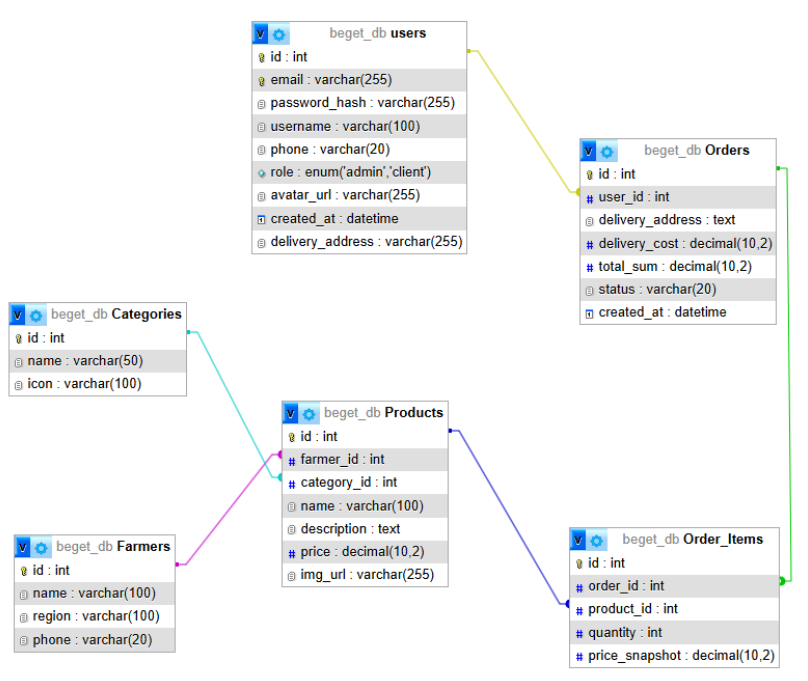 beget_db users
id : int
email : varchar(255)
password_hash : varchar(255)
username : varchar(100)
phone : varchar(20)
role : enum('admin','client')
avatar_url : varchar(255)
created_at : datetime
delivery_address : varchar(255)
beget_db Orders
id : int
user_id : int
delivery_address : text
delivery_cost : decimal(10,2)
total_sum : decimal(10,2)
status : varchar(20)
created_at : datetime
beget_db Categories
id : int
name : varchar(50)
icon : varchar(100)
beget_db Products
id : int
farmer_id : int
category_id : int
name : varchar(100)
description : text
price : decimal(10,2)
img_url : varchar(255)
beget_db Farmers
id : int
name : varchar(100)
region : varchar(100)
phone : varchar(20)
beget_db Order_Items
id : int
order_id : int
product_id : int
quantity : int
price_snapshot : decimal(10,2)